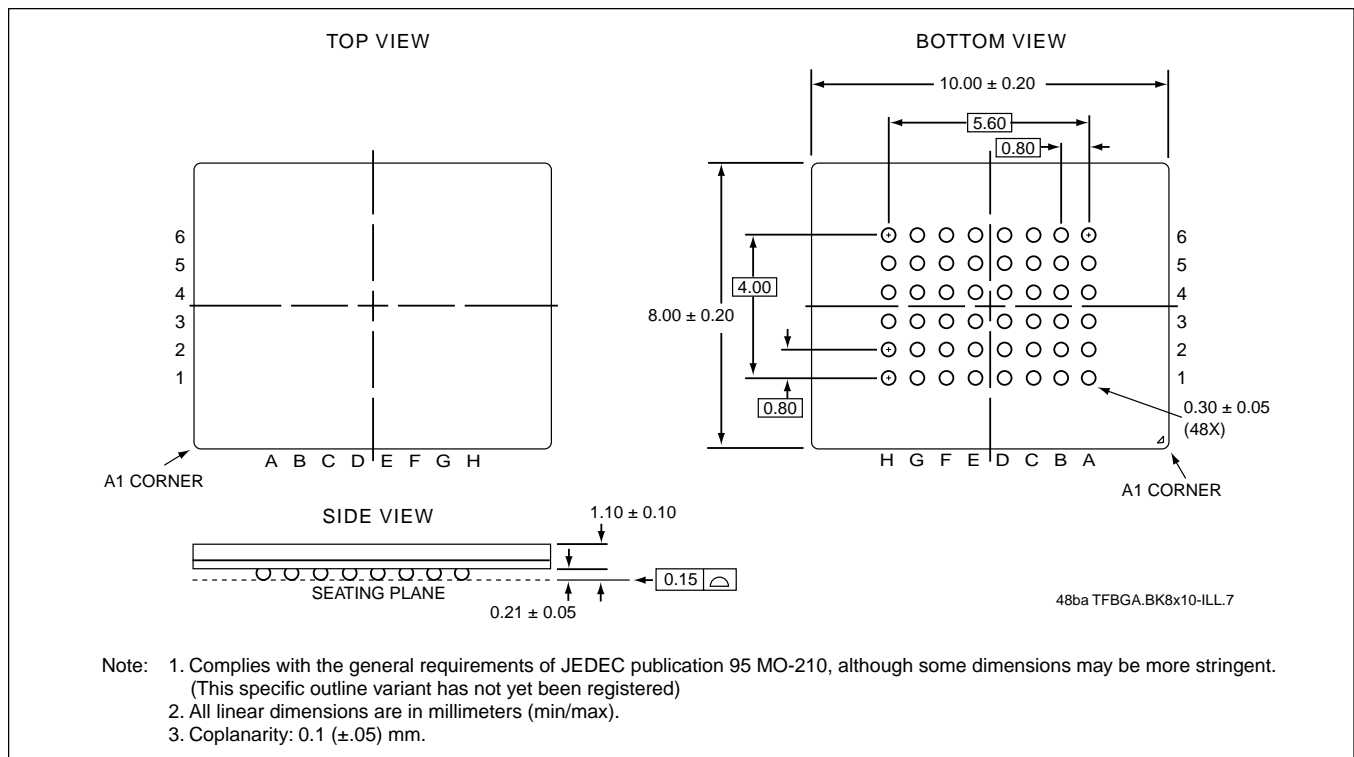 TOP VIEW
6
5
4
3
2
1
A B C D E F G H
A1 CORNER
BOTTOM VIEW
10.00 ± 0.20
5.60
0.80
8.00 ± 0.20
4.00
0.80
6
5
4
3
2
1
0.30 ± 0.05
(48X)
H G F E D C B A
A1 CORNER
SIDE VIEW
1.10 ± 0.10
SEATING PLANE
0.21 ± 0.05
0.15
48ba TFBGA.BK8x10-ILL.7
Note: 1. Complies with the general requirements of JEDEC publication 95 MO-210, although some dimensions may be more stringent.
(This specific outline variant has not yet been registered)
2. All linear dimensions are in millimeters (min/max).
3. Coplanarity: 0.1 (±.05) mm.